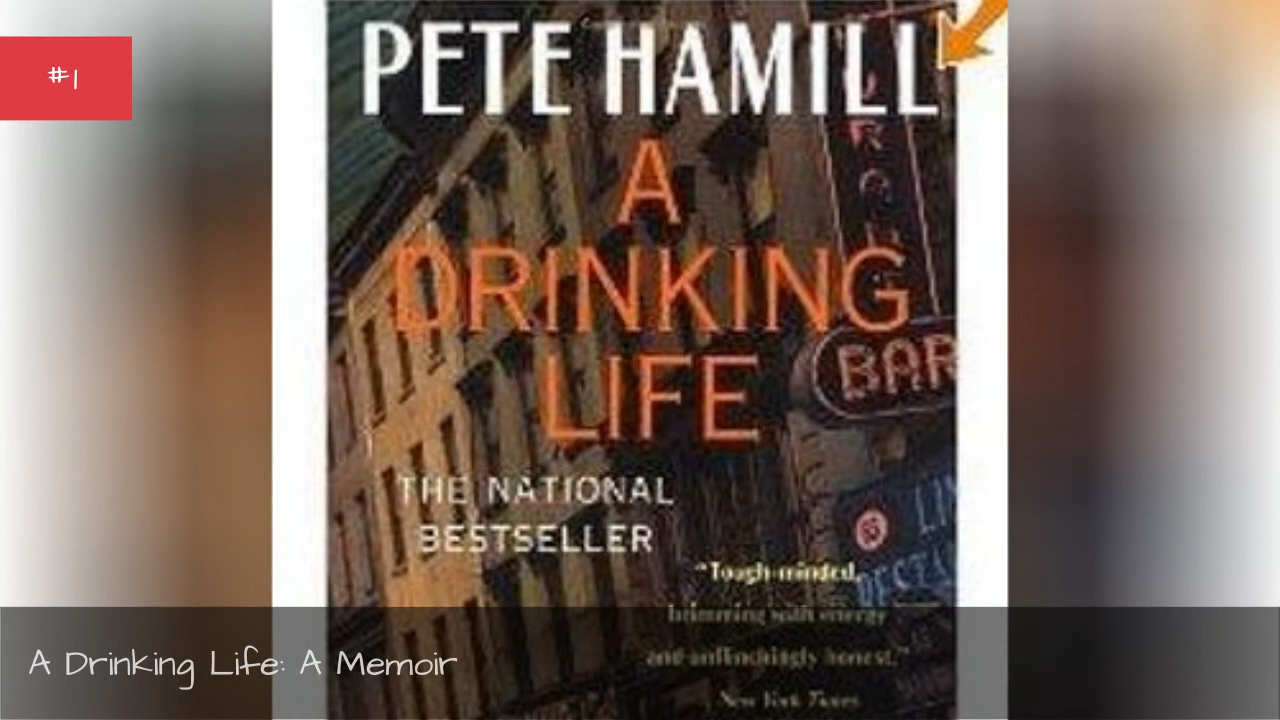 #1
PETE HAMILL
A
DRINKING
LIFE
BAR
THE NATIONAL
BESTSELLER
"Tough-minded,
brimming with energy
and unflinchingly honest."
New York Times
A Drinking Life: A Memoir